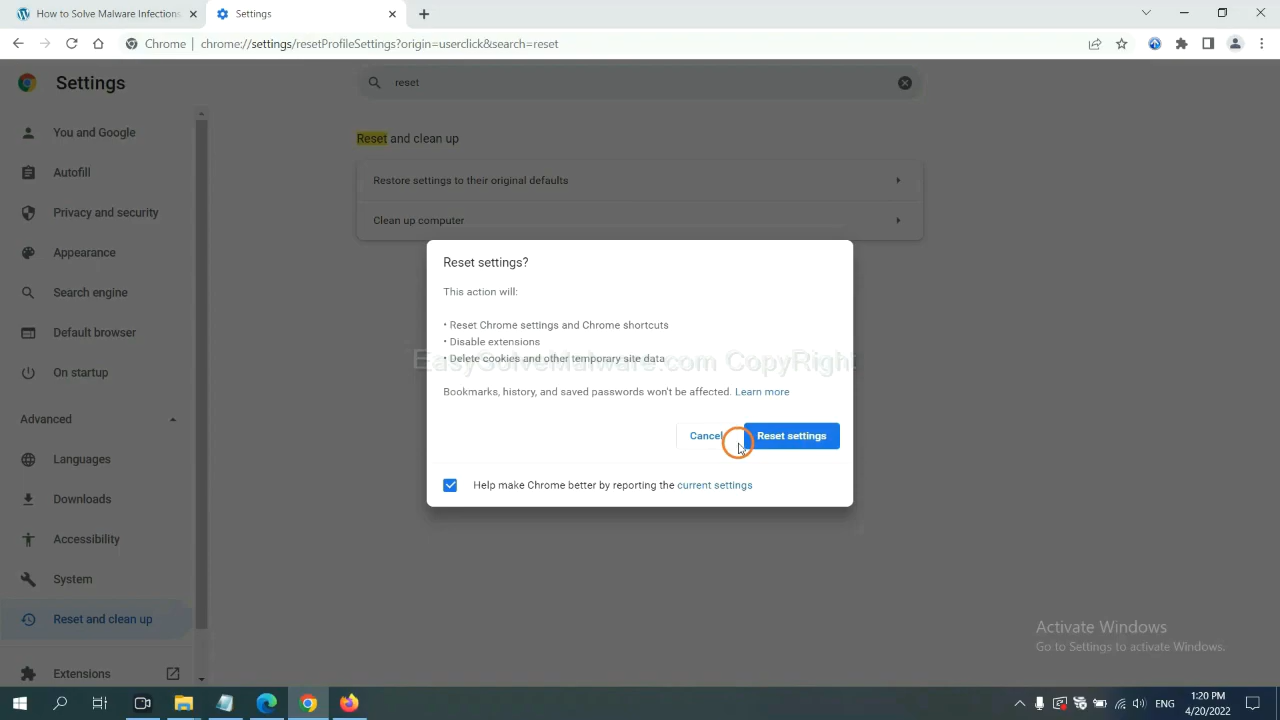 How to Solve Malware Infections
Settings
Chrome
chrome://settings/resetProfileSettings?origin=userclick&search=reset
Settings
reset
You and Google
Autofill
Privacy and security
Appearance
Search engine
Default browser
On startup
Advanced
Languages
Downloads
Accessibility
System
Reset and clean up
Extensions
Reset and clean up
Restore settings to their original defaults
Clean up computer
Reset settings?
This action will:
• Reset Chrome settings and Chrome shortcuts
• Disable extensions
• Delete cookies and other temporary site data
EasySolveMalware.com CopyRight
Bookmarks, history, and saved passwords won't be affected. Learn more
Cancel
Reset settings
Help make Chrome better by reporting the current settings
Activate Windows
Go to Settings to activate Windows.
ENG
1:20 PM
4/20/2022